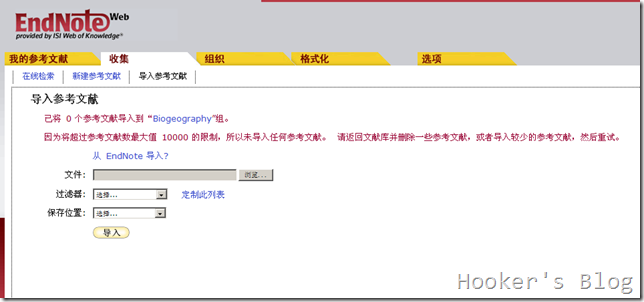 EndNote Web
provided by ISI Web of Knowledge
我的参考文献 收集 组织 格式化 选项
在线检索 新建参考文献 导入参考文献
导入参考文献
已将 0 个参考文献导入到 “Biogeography”组。
因为将超过参考文献数最大值 10000 的限制，所以未导入任何参考文献。 请返回文献库并删除一些参考文献，或者导入较少的参考文献，然后重试。
从 EndNote 导入?
文件: 浏览...
过滤器: 选择... 定制此列表
保存位置: 选择...
导入
Hooker's Blog